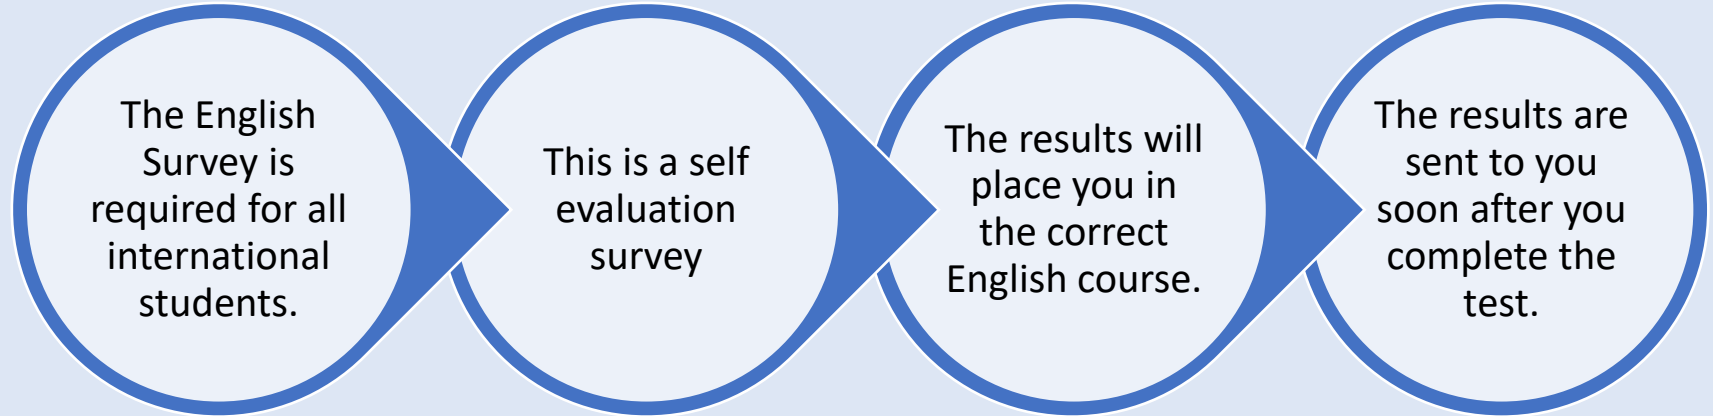 The English
Survey is
required for all
international
students.
This is a self
evaluation
survey
The results will
place you in
the correct
English course.
The results are
sent to you
soon after you
complete the
test.